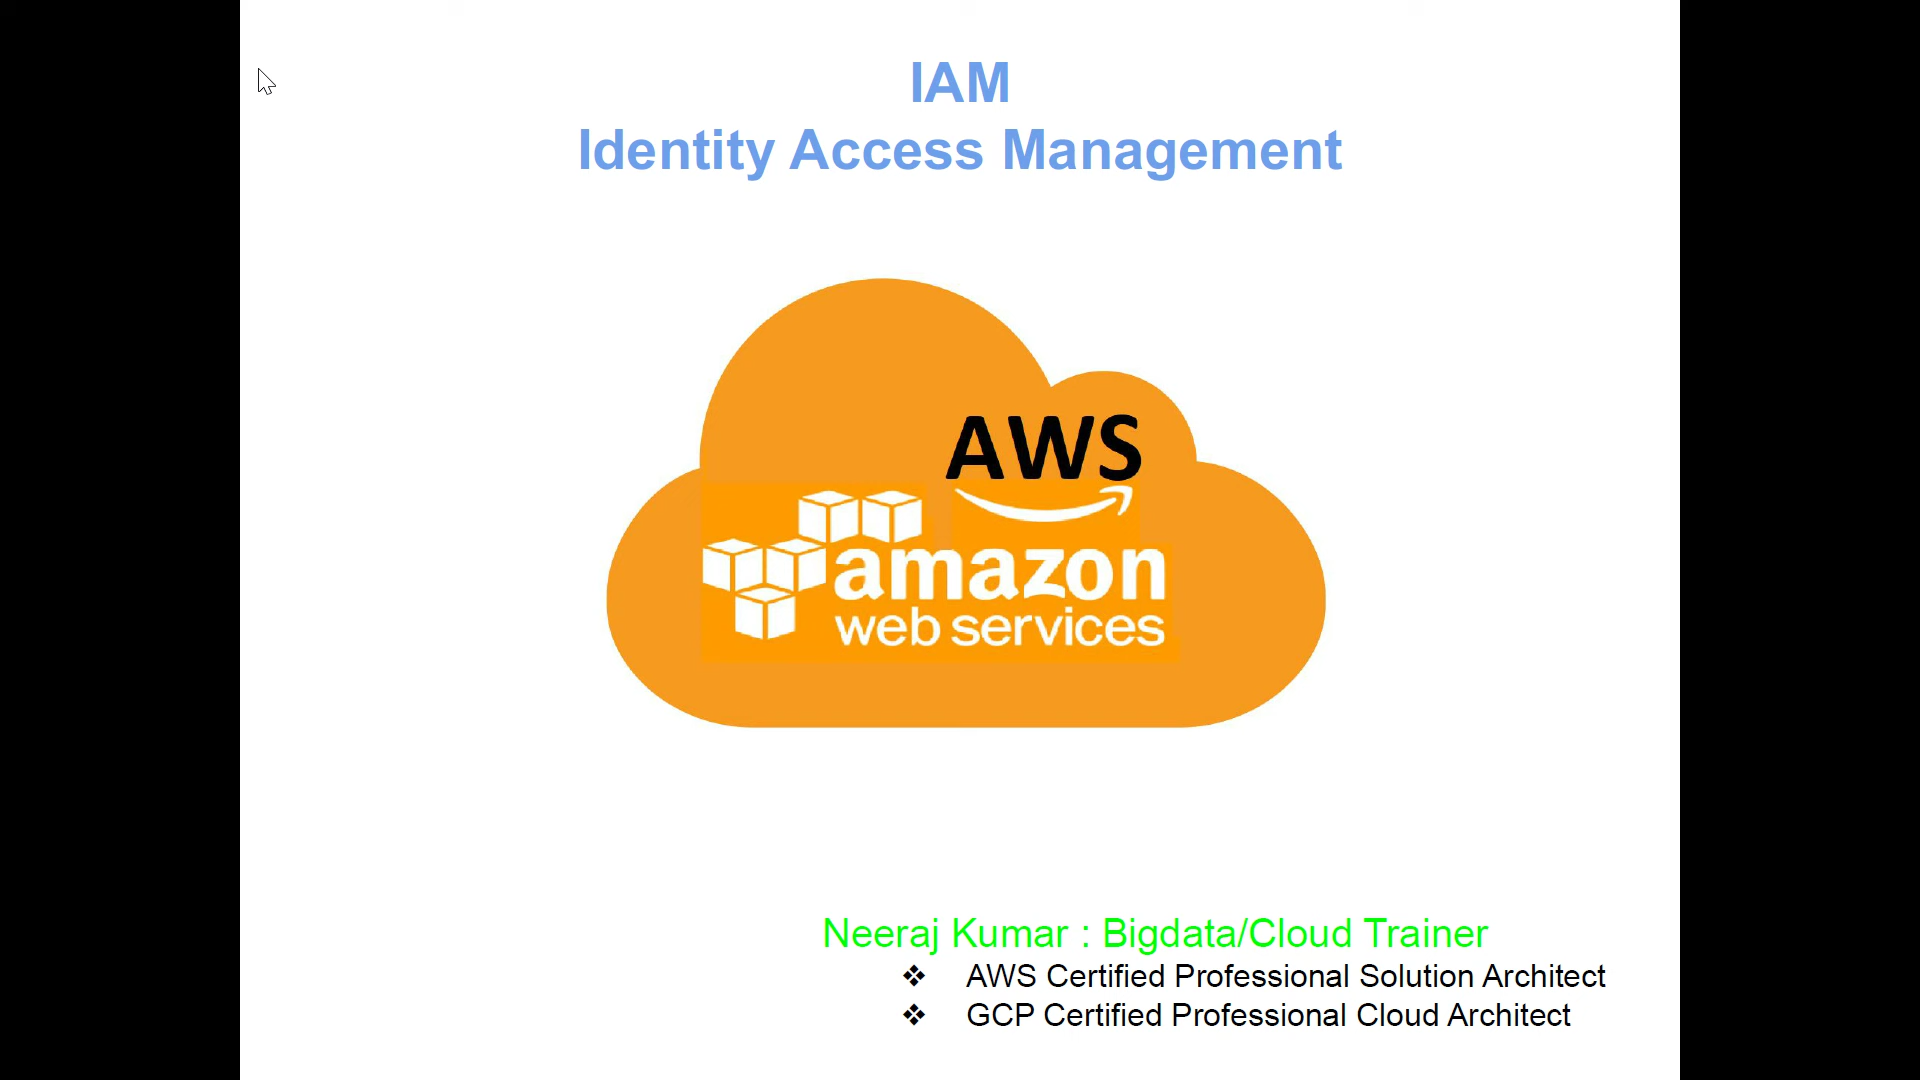 IAM
Identity Access Management
AWS
amazon
web services
Neeraj Kumar : Bigdata/Cloud Trainer
❖ AWS Certified Professional Solution Architect
❖ GCP Certified Professional Cloud Architect